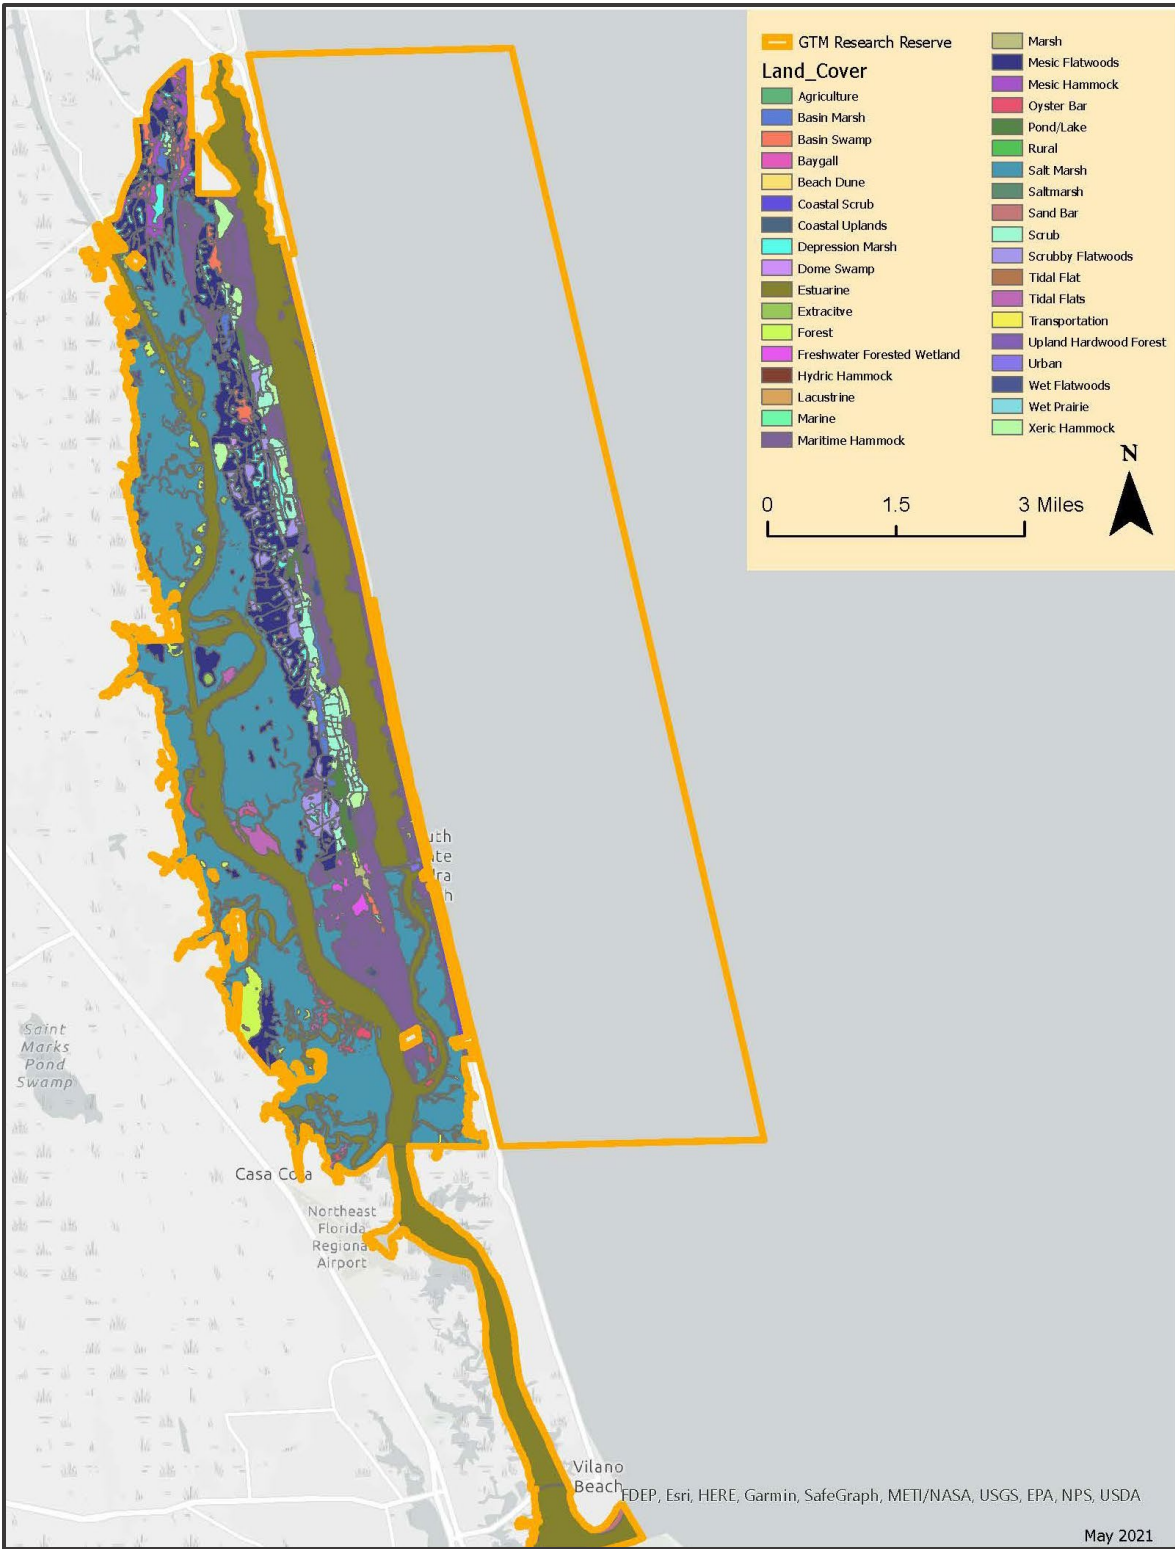 GTM Research Reserve
Land_Cover
Agriculture
Basin Marsh
Basin Swamp
Baygall
Beach Dune
Coastal Scrub
Coastal Uplands
Depression Marsh
Dome Swamp
Estuarine
Extracitve
Forest
Freshwater Forested Wetland
Hydric Hammock
Lacustrine
Marine
Maritime Hammock
Marsh
Mesic Flatwoods
Mesic Hammock
Oyster Bar
Pond/Lake
Rural
Salt Marsh
Saltmarsh
Sand Bar
Scrub
Scrubby Flatwoods
Tidal Flat
Tidal Flats
Transportation
Upland Hardwood Forest
Urban
Wet Flatwoods
Wet Prairie
Xeric Hammock
N
0 1.5 3 Miles
Saint
Marks
Pond
Swamp
Northeast
Florida
Regional
Airport
Vilano
Beach
FDEP, Esri, HERE, Garmin, SafeGraph, METI/NASA, USGS, EPA, NPS, USDA
May 2021